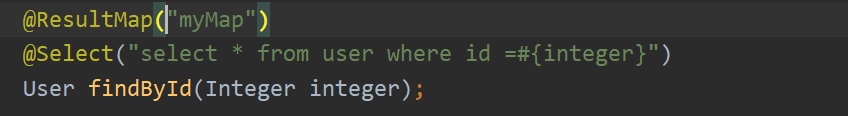 @ResultMap("myMap")
@Select("select * from user where id =#{integer}")
User findById(Integer integer);